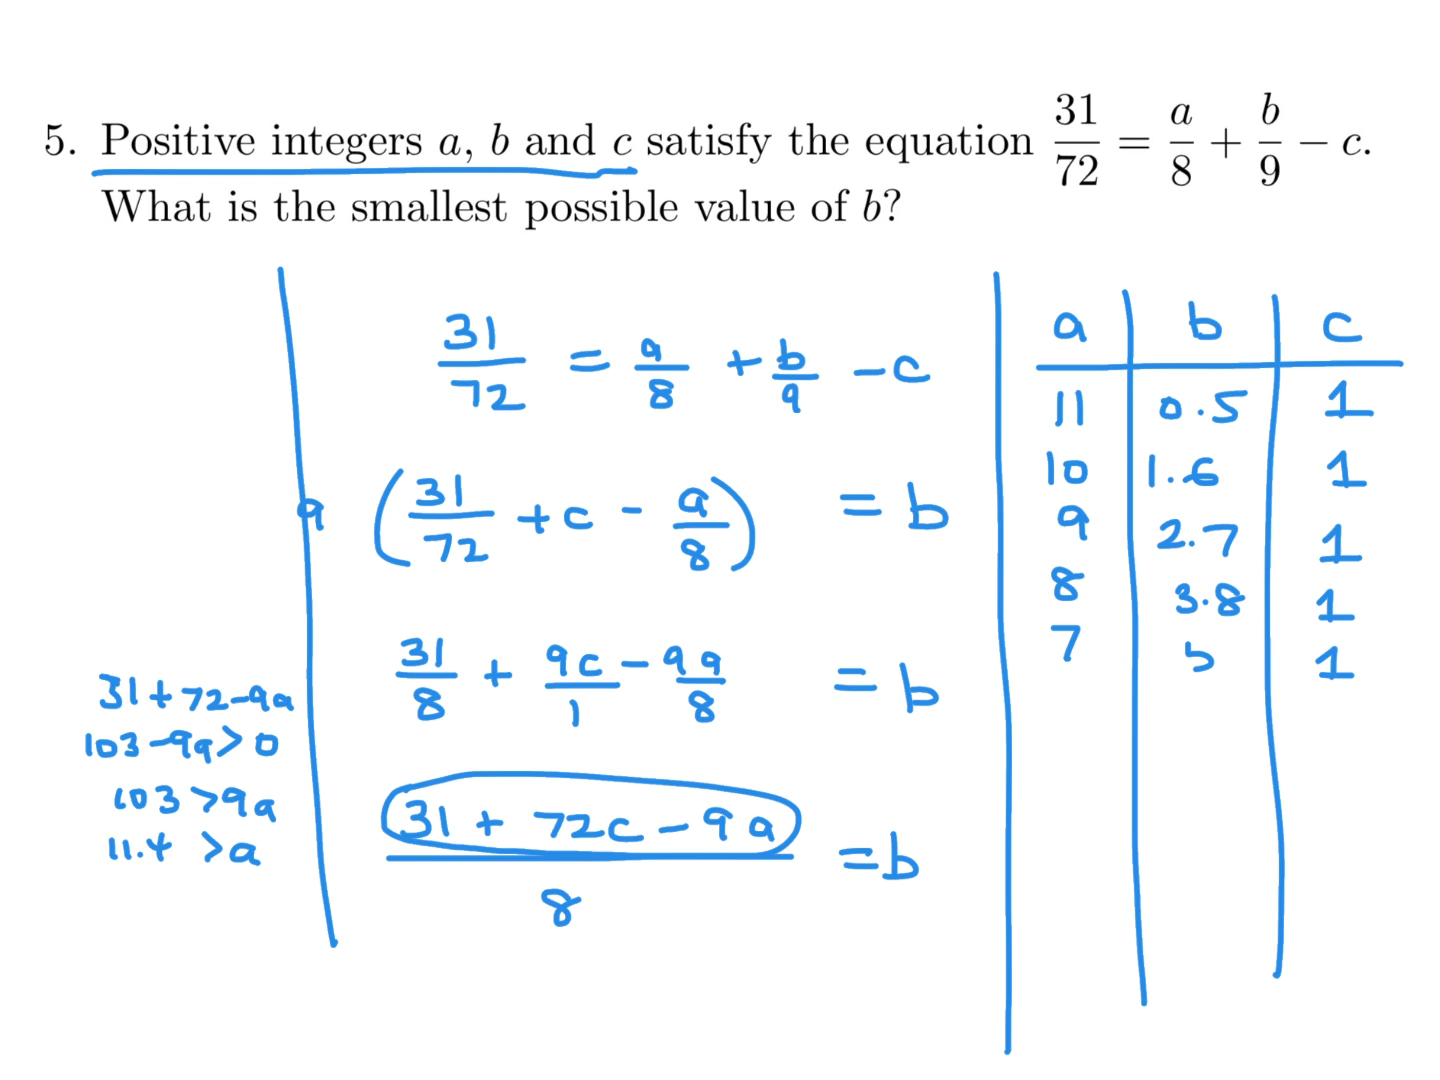 5. Positive integers a, b and c satisfy the equation 31/72 = a/8 + b/9 − c.
What is the smallest possible value of b?
31/72 = a/8 + b/9 − c
9 (31/72 + c − a/8) = b
31/8 + 9c/1 − 9a/8 = b
(31 + 72c − 9a)/8 = b
31+72−9a
103−9a>0
103>9a
11.4 >a
a b c
11 0.5 1
10 1.6 1
9 2.7 1
8 3.8 1
7 5 1